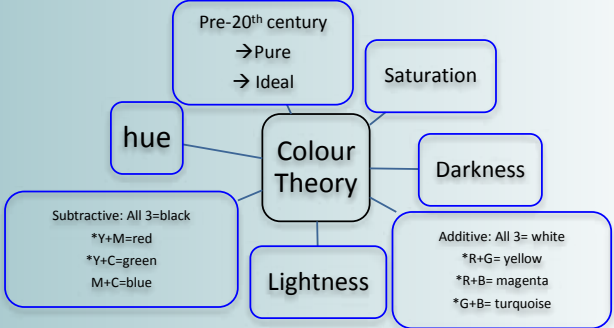 Pre-20th century
→Pure
→ Ideal
Saturation
hue
Colour
Theory
Darkness
Subtractive: All 3=black
*Y+M=red
*Y+C=green
M+C=blue
Lightness
Additive: All 3= white
*R+G= yellow
*R+B= magenta
*G+B= turquoise